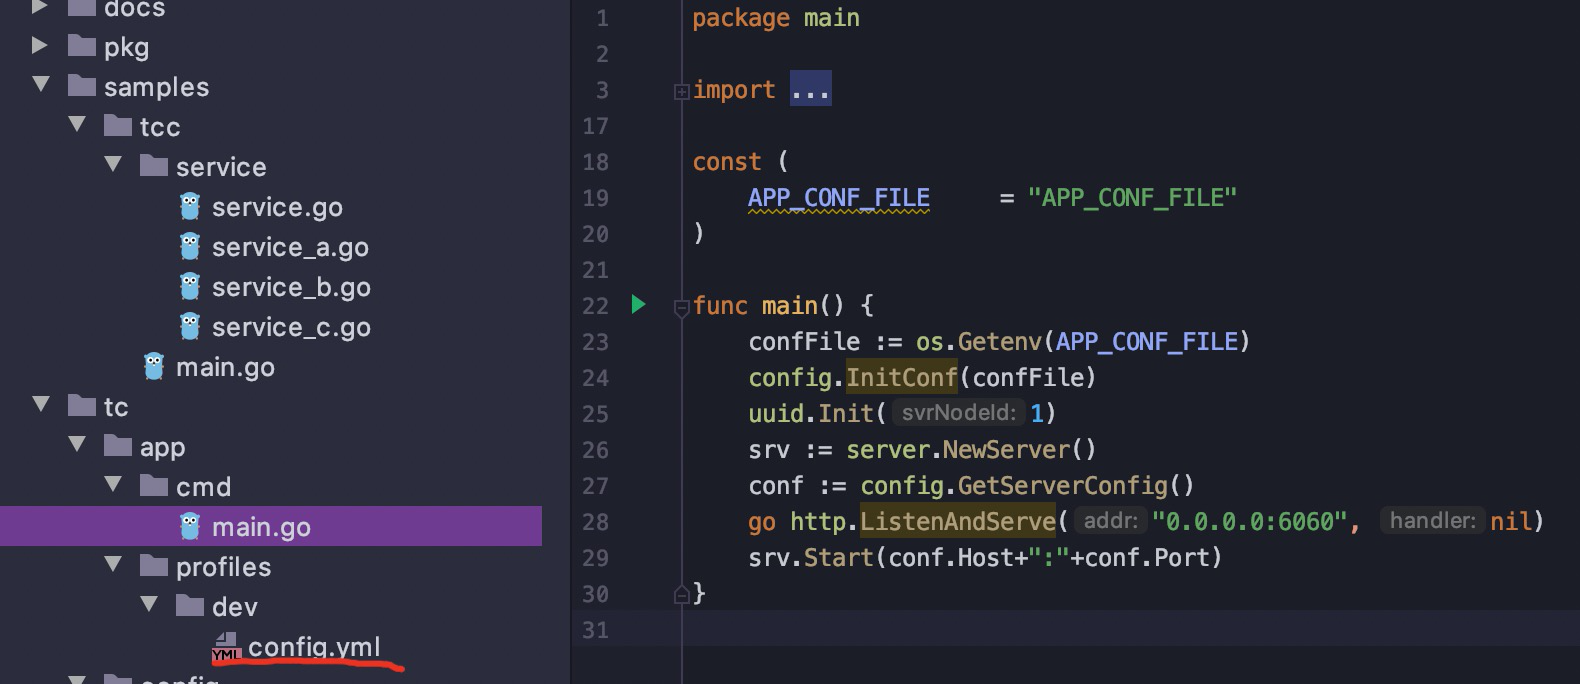 docs
pkg
samples
tcc
service
service.go
service_a.go
service_b.go
service_c.go
main.go
tc
app
cmd
main.go
profiles
dev
YML config.yml
config
1 package main
2
3 import ...
17
18 const (
19 APP_CONF_FILE = "APP_CONF_FILE"
20 )
21
22 func main() {
23 confFile := os.Getenv(APP_CONF_FILE)
24 config.InitConf(confFile)
25 uuid.Init( svrNodeId: 1)
26 srv := server.NewServer()
27 conf := config.GetServerConfig()
28 go http.ListenAndServe( addr: "0.0.0.0:6060", handler: nil)
29 srv.Start(conf.Host+":"+conf.Port)
30 }
31